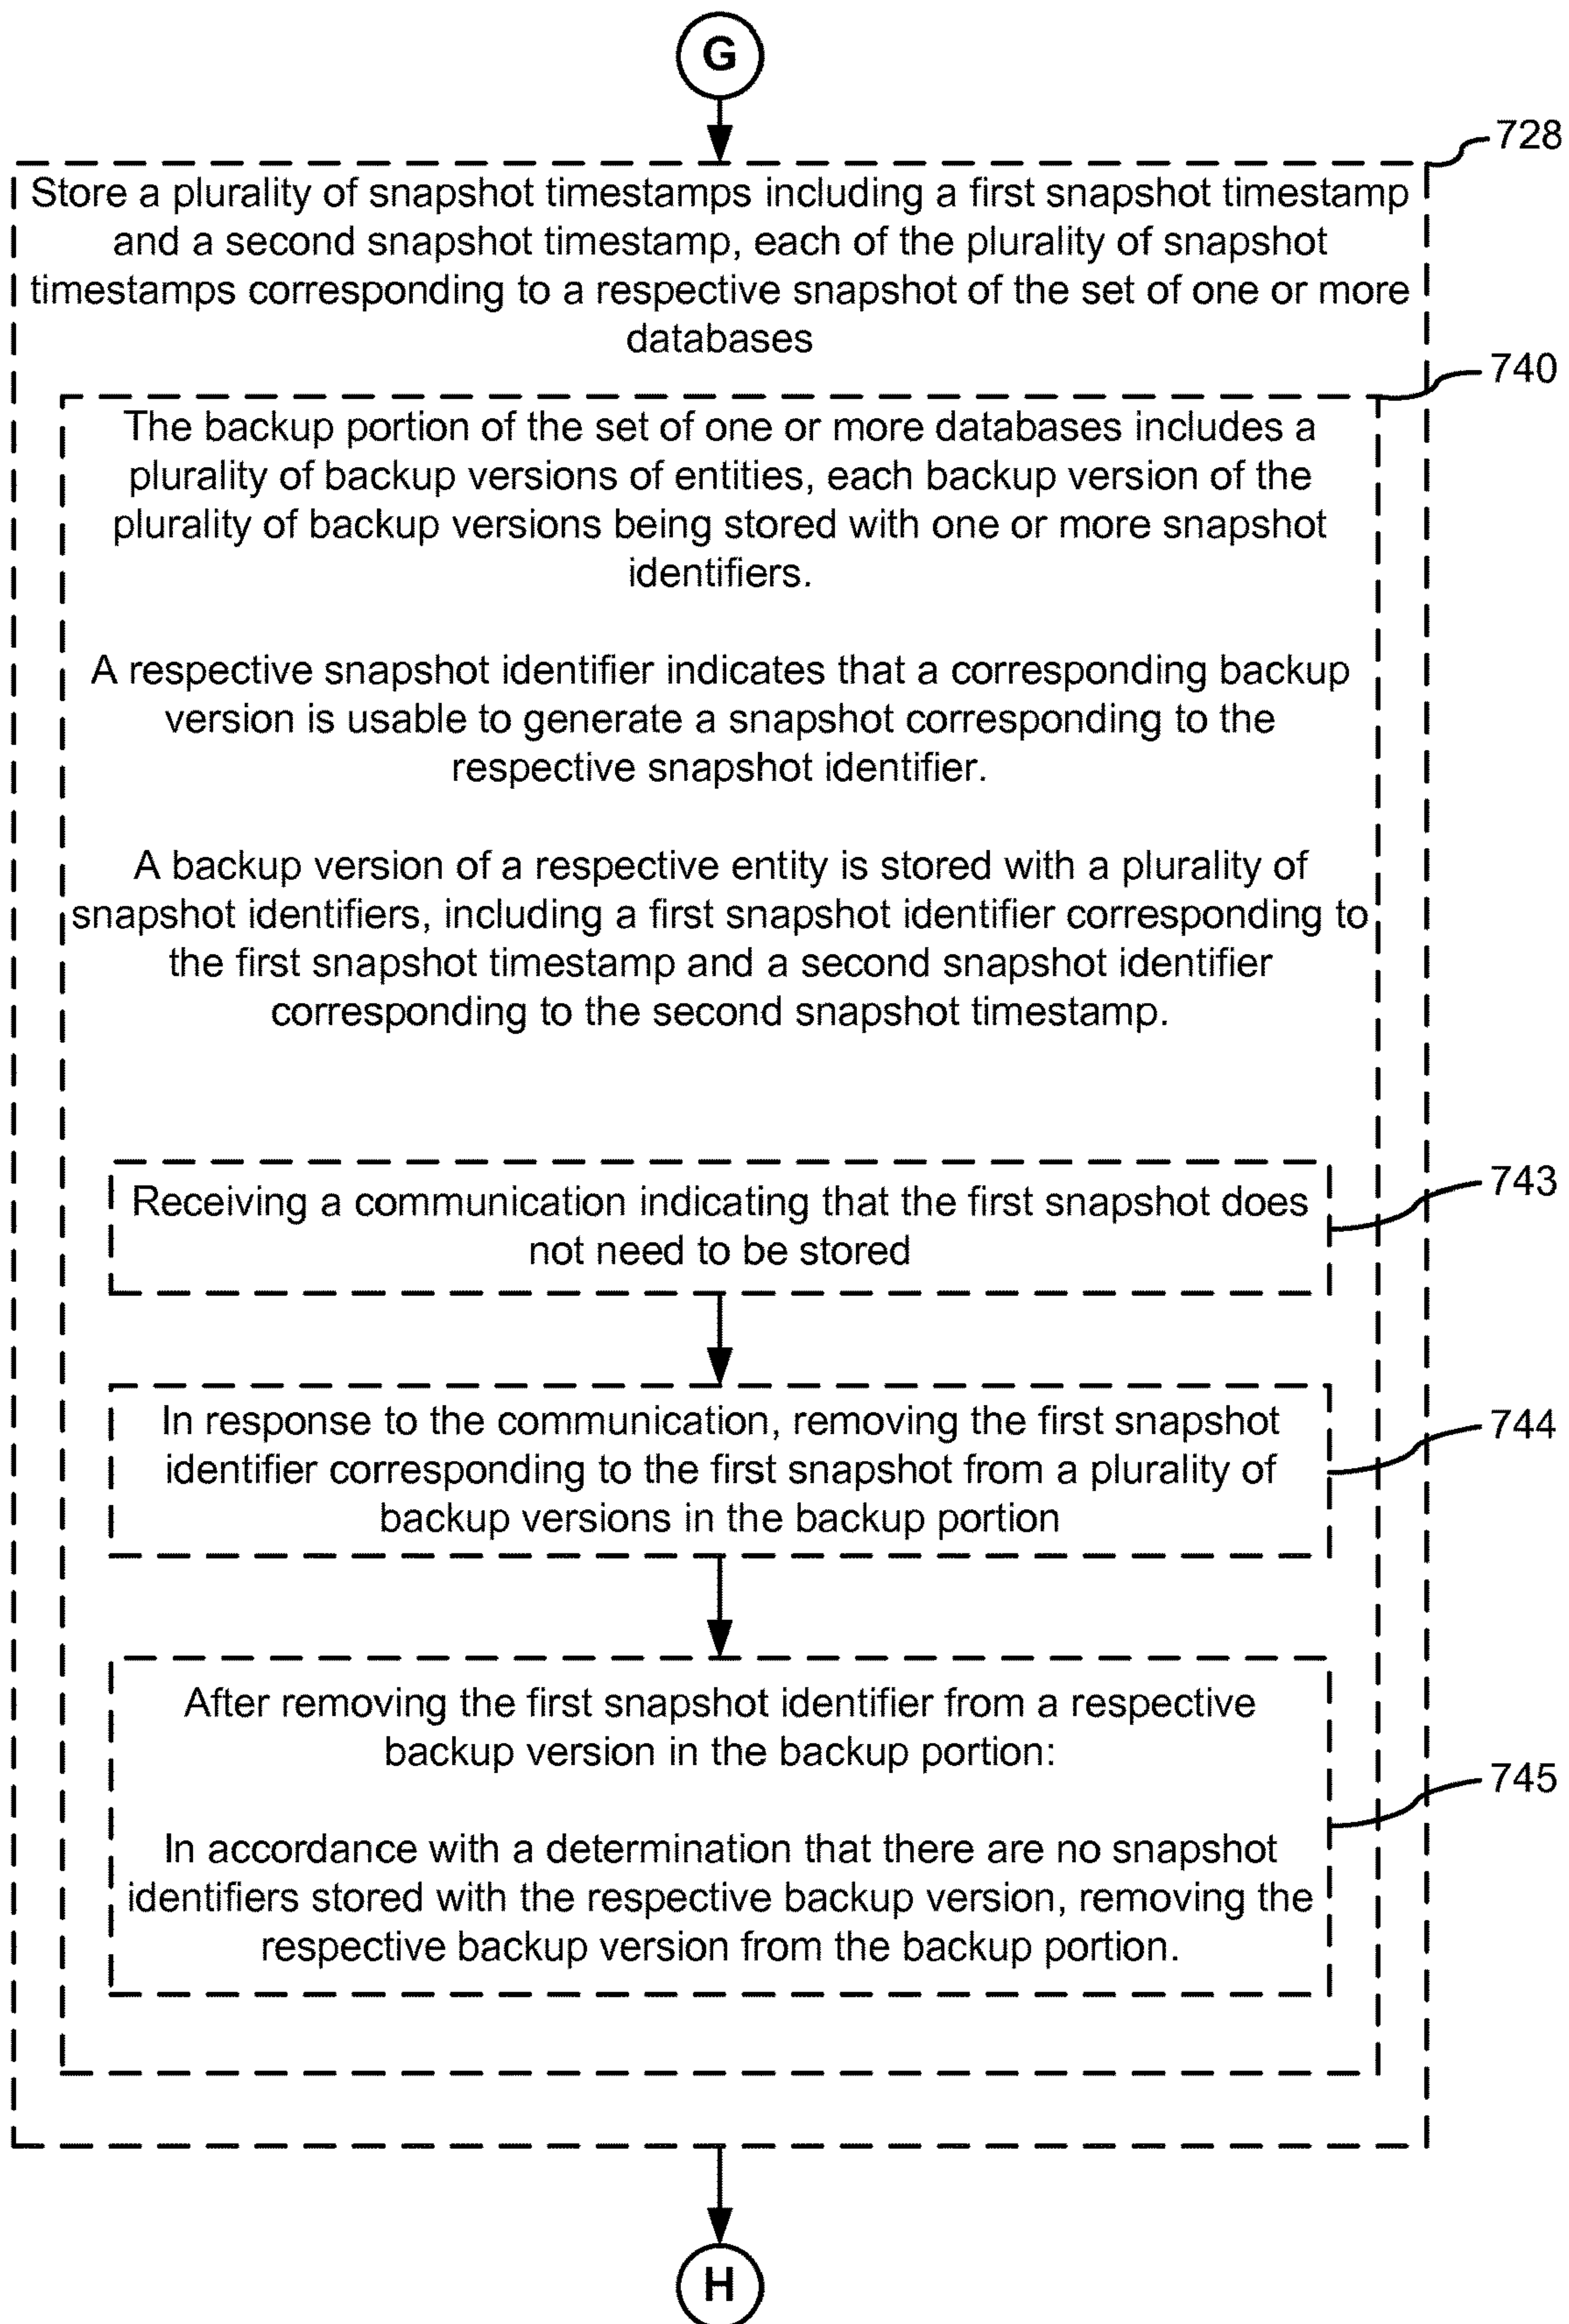 G
728
Store a plurality of snapshot timestamps including a first snapshot timestamp
and a second snapshot timestamp, each of the plurality of snapshot
timestamps corresponding to a respective snapshot of the set of one or more
databases
740
The backup portion of the set of one or more databases includes a
plurality of backup versions of entities, each backup version of the
plurality of backup versions being stored with one or more snapshot
identifiers.
A respective snapshot identifier indicates that a corresponding backup
version is usable to generate a snapshot corresponding to the
respective snapshot identifier.
A backup version of a respective entity is stored with a plurality of
snapshot identifiers, including a first snapshot identifier corresponding to
the first snapshot timestamp and a second snapshot identifier
corresponding to the second snapshot timestamp.
743
Receiving a communication indicating that the first snapshot does
not need to be stored
744
In response to the communication, removing the first snapshot
identifier corresponding to the first snapshot from a plurality of
backup versions in the backup portion
745
After removing the first snapshot identifier from a respective
backup version in the backup portion:
In accordance with a determination that there are no snapshot
identifiers stored with the respective backup version, removing the
respective backup version from the backup portion.
H